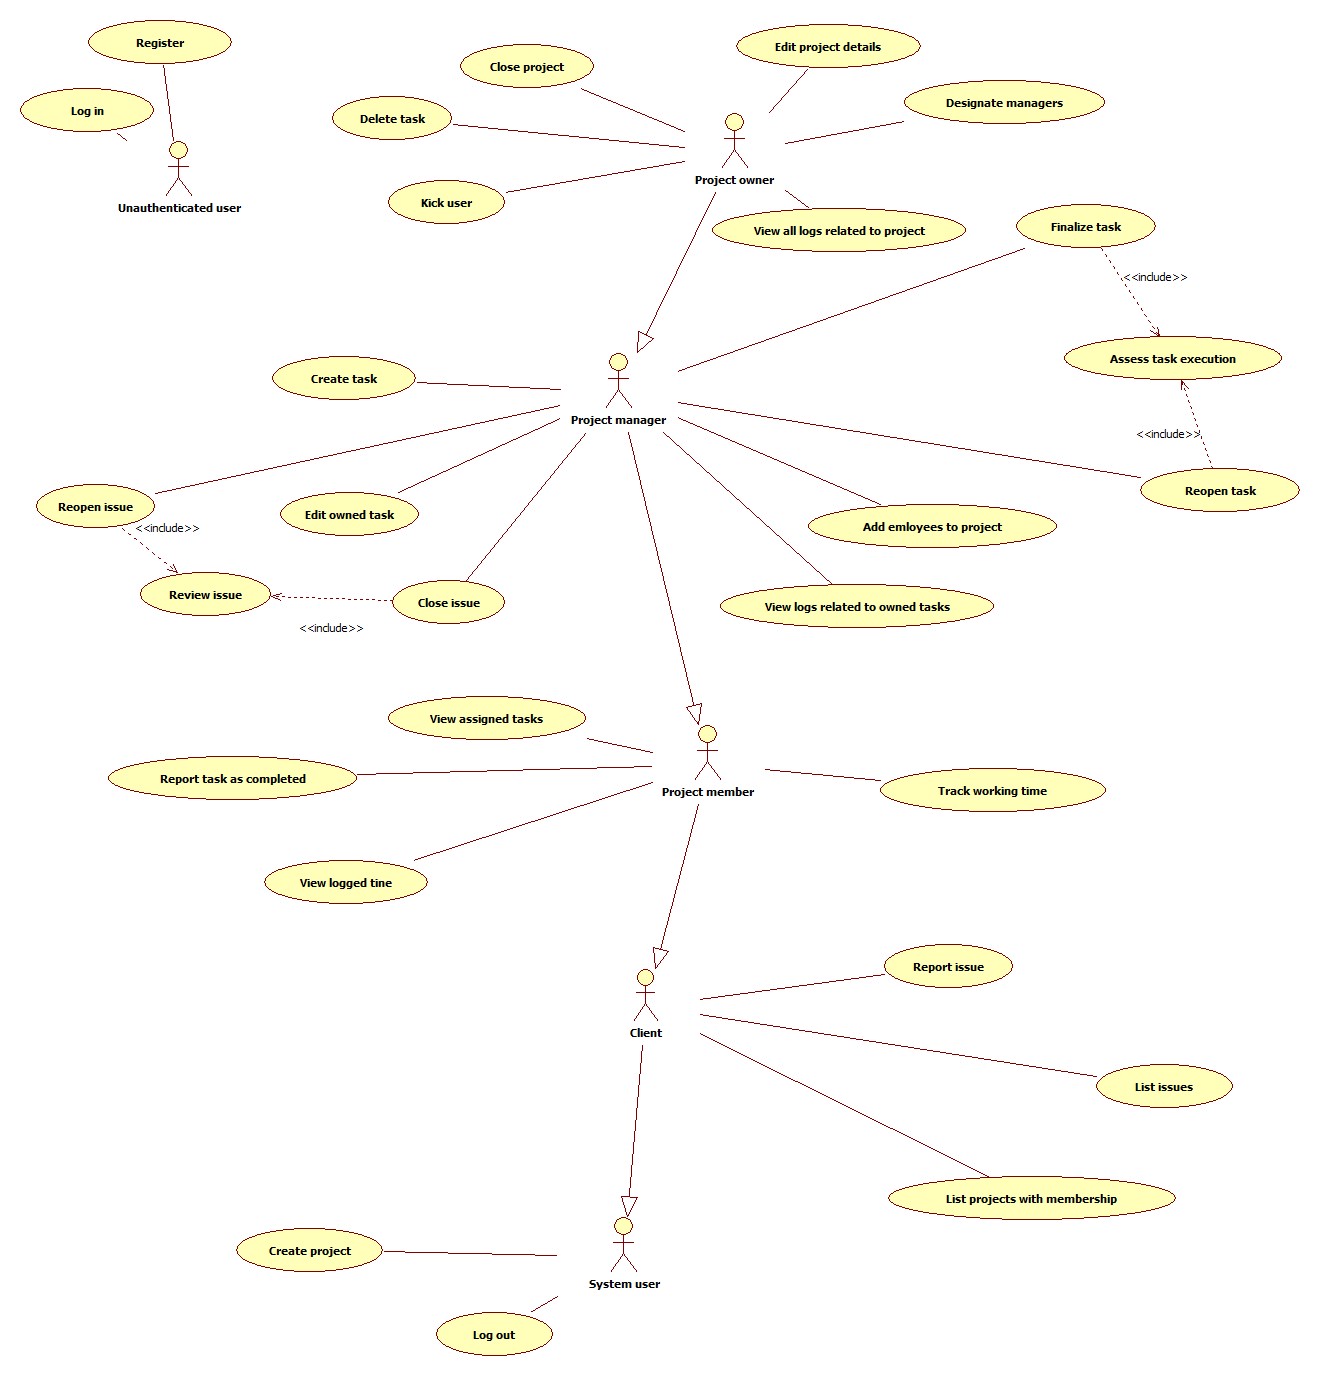 Register
Log in
Unauthenticated user
Close project
Edit project details
Delete task
Designate managers
Kick user
Project owner
View all logs related to project
Finalize task
<<include>>
Assess task execution
Create task
Project manager
<<include>>
Reopen task
Reopen issue
<<include>>
Edit owned task
Add emloyees to project
Review issue
Close issue
<<include>>
View logs related to owned tasks
View assigned tasks
Report task as completed
Project member
Track working time
View logged tine
Report issue
Client
List issues
List projects with membership
Create project
System user
Log out